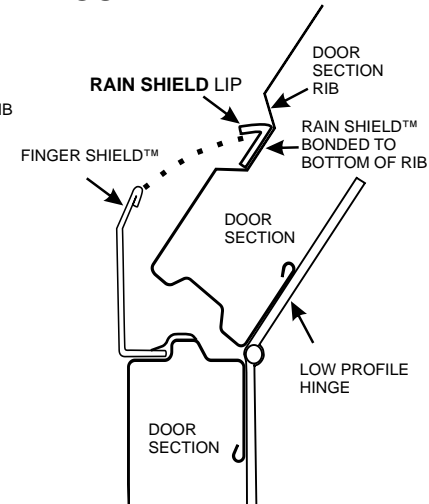 DOOR
SECTION
RIB
RAIN SHIELD LIP
RAIN SHIELD™
BONDED TO
BOTTOM OF RIB
FINGER SHIELD™
DOOR
SECTION
LOW PROFILE
HINGE
DOOR
SECTION